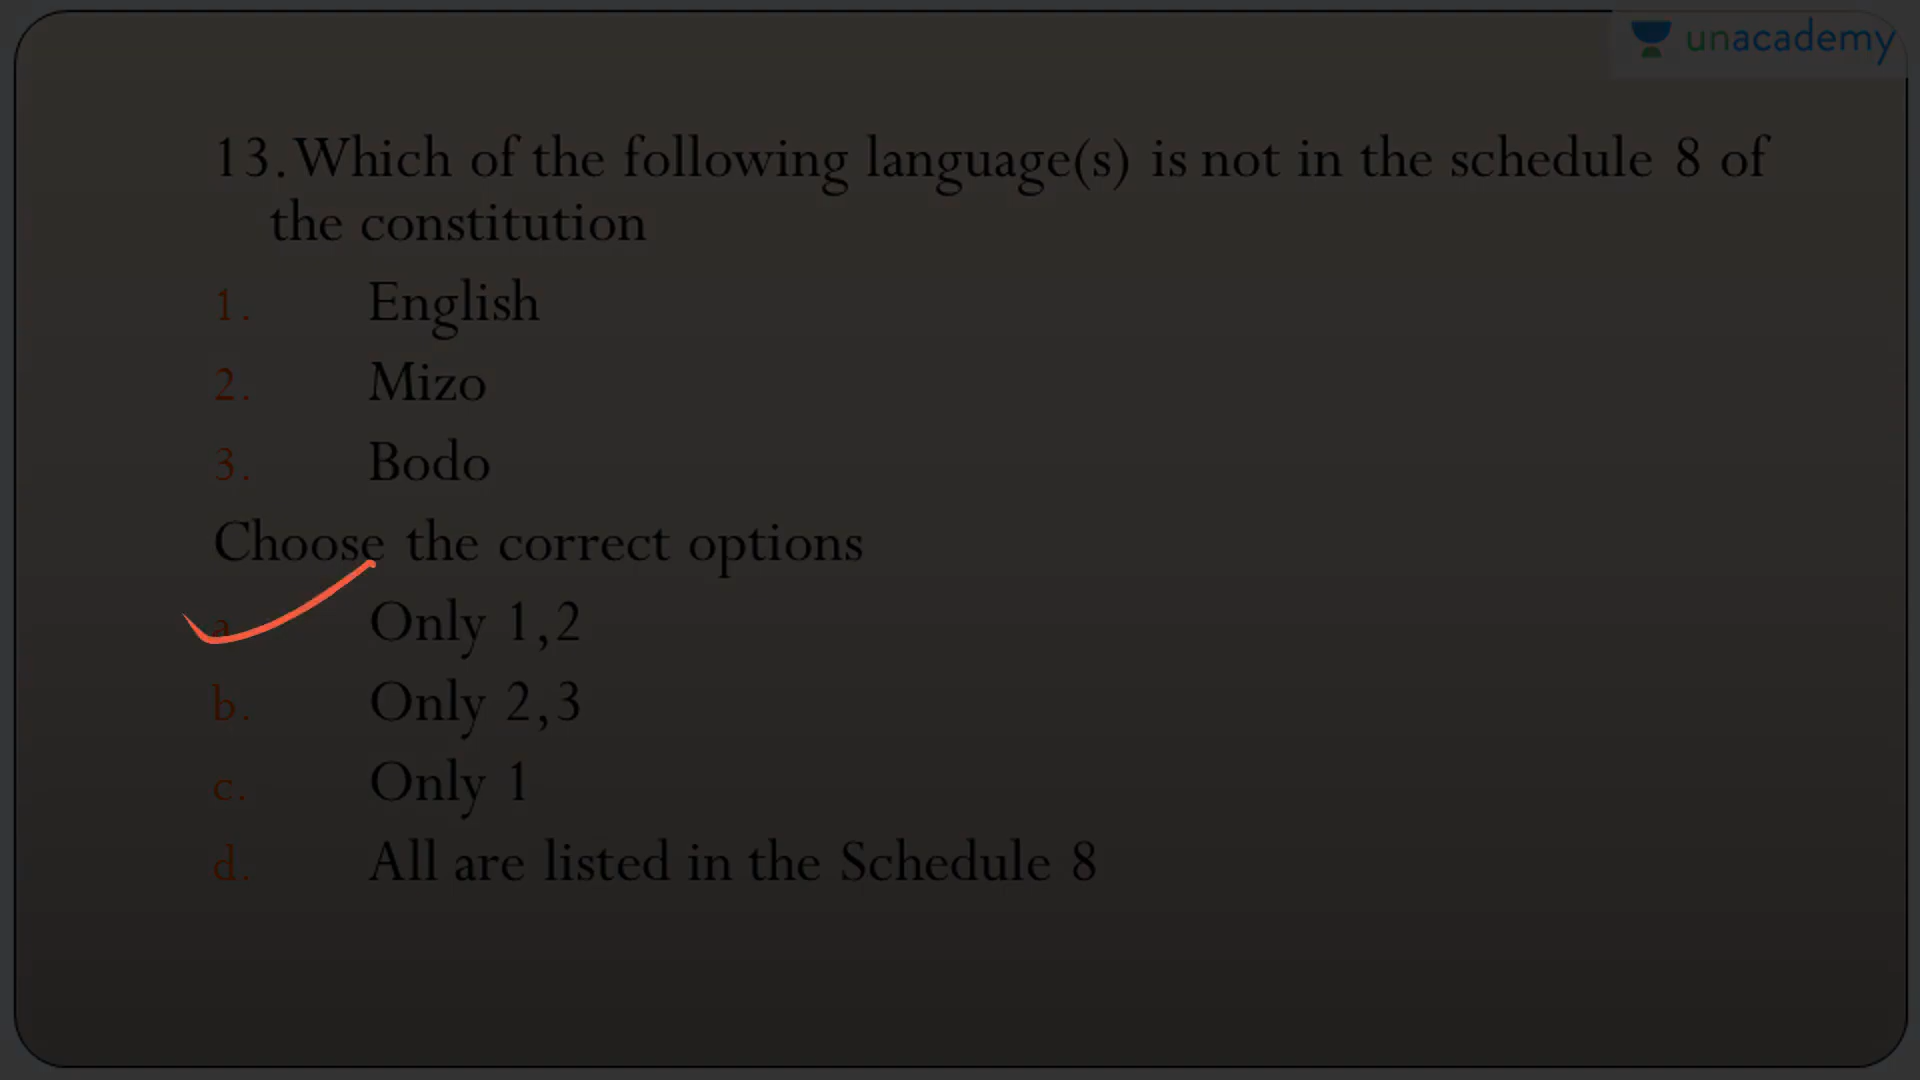 unacademy
13. Which of the following language(s) is not in the schedule 8 of
the constitution
1. English
2. Mizo
3. Bodo
Choose the correct options
a. Only 1,2
b. Only 2,3
c. Only 1
d. All are listed in the Schedule 8